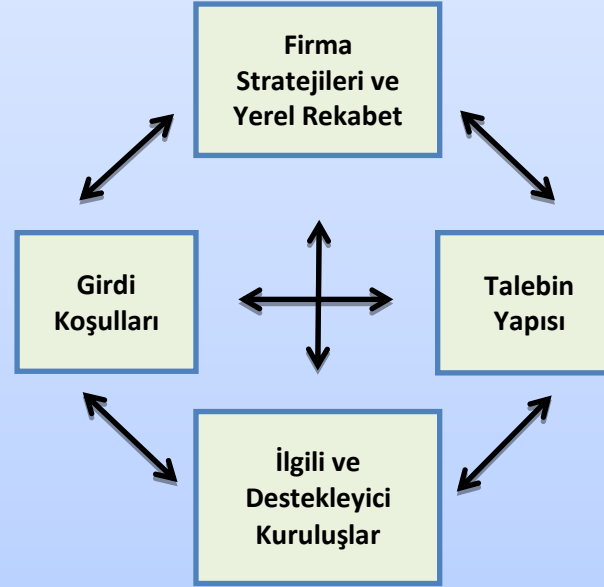 Firma
Stratejileri ve
Yerel Rekabet
Girdi
Koşulları
Talebin
Yapısı
İlgili ve
Destekleyici
Kuruluşlar